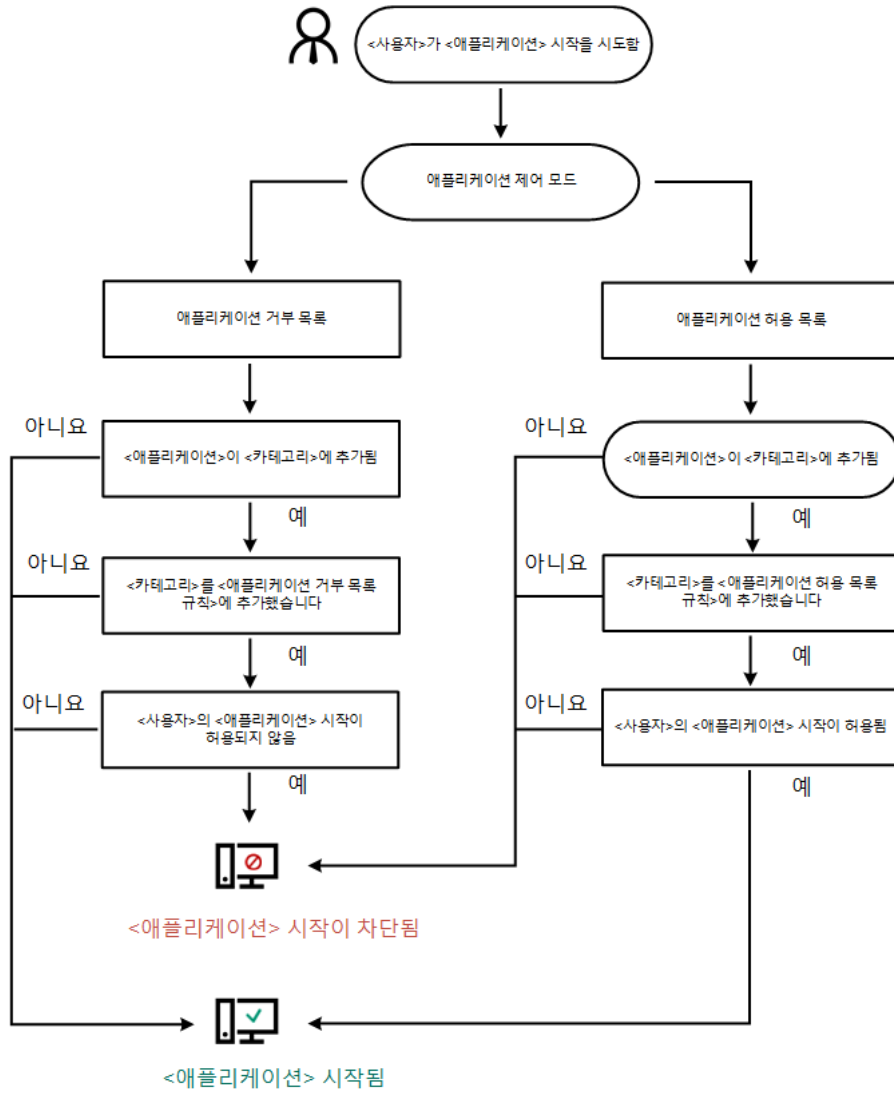 <사용자>가 <애플리케이션> 시작을 시도함
애플리케이션 제어 모드
애플리케이션 거부 목록
애플리케이션 허용 목록
아니요
아니요
<애플리케이션>이 <카테고리>에 추가됨
<애플리케이션>이 <카테고리>에 추가됨
예
예
아니요
아니요
<카테고리>를 <애플리케이션 거부 목록
규칙>에 추가했습니다
<카테고리>를 <애플리케이션 허용 목록
규칙>에 추가했습니다
예
예
아니요
아니요
<사용자>의 <애플리케이션> 시작이
허용되지 않음
<사용자>의 <애플리케이션> 시작이 허용됨
예
예
<애플리케이션> 시작이 차단됨
<애플리케이션> 시작됨